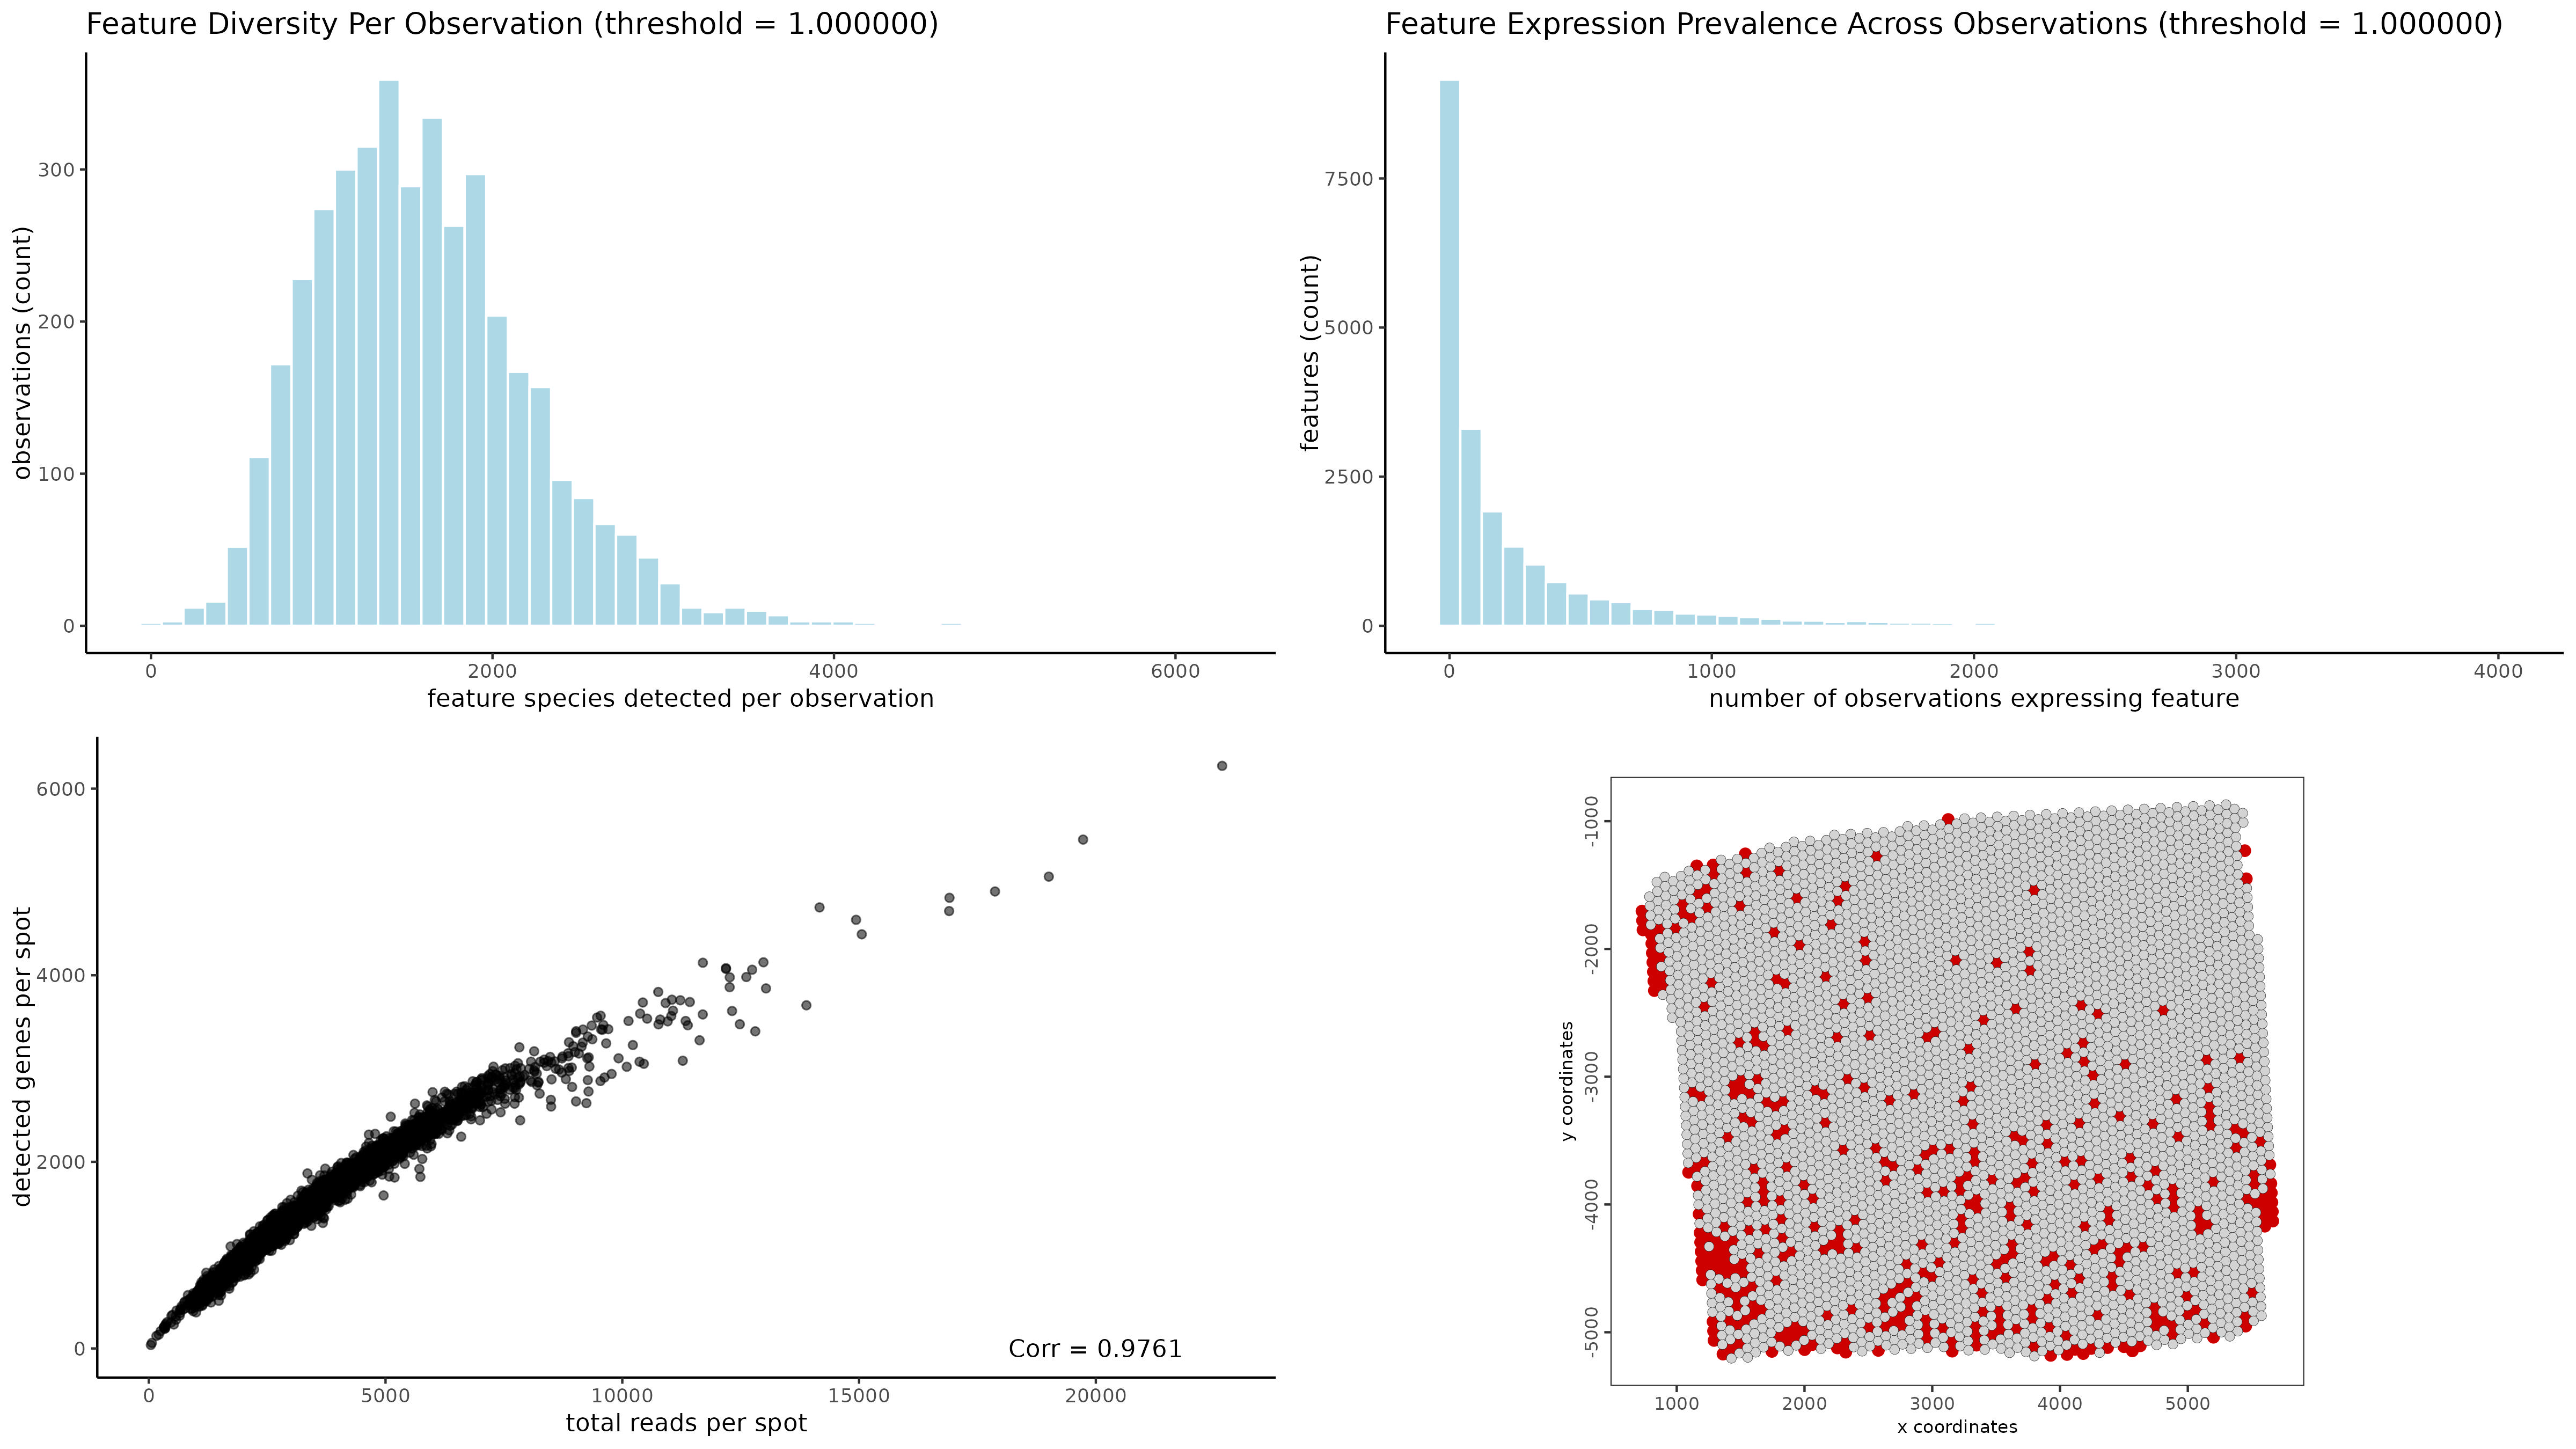 Feature Diversity Per Observation (threshold = 1.000000)
observations (count)
300
200
100
0
0 2000 4000 6000
feature species detected per observation
Feature Expression Prevalence Across Observations (threshold = 1.000000)
features (count)
7500
5000
2500
0
0 1000 2000 3000 4000
number of observations expressing feature
detected genes per spot
6000
4000
2000
0
Corr = 0.9761
0 5000 10000 15000 20000
total reads per spot
y coordinates
-1000
-2000
-3000
-4000
-5000
1000 2000 3000 4000 5000
x coordinates